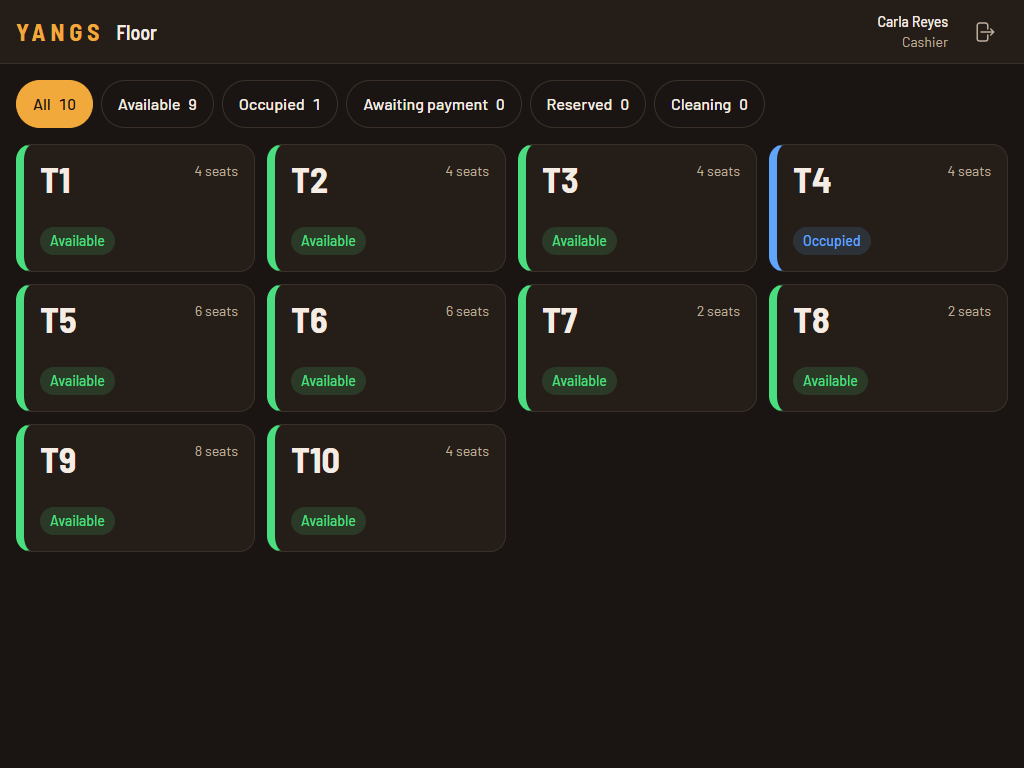 YANGS Floor
Carla Reyes
Cashier
All 10 Available 9 Occupied 1 Awaiting payment 0 Reserved 0 Cleaning 0
T1 4 seats
Available
T2 4 seats
Available
T3 4 seats
Available
T4 4 seats
Occupied
T5 6 seats
Available
T6 6 seats
Available
T7 2 seats
Available
T8 2 seats
Available
T9 8 seats
Available
T10 4 seats
Available